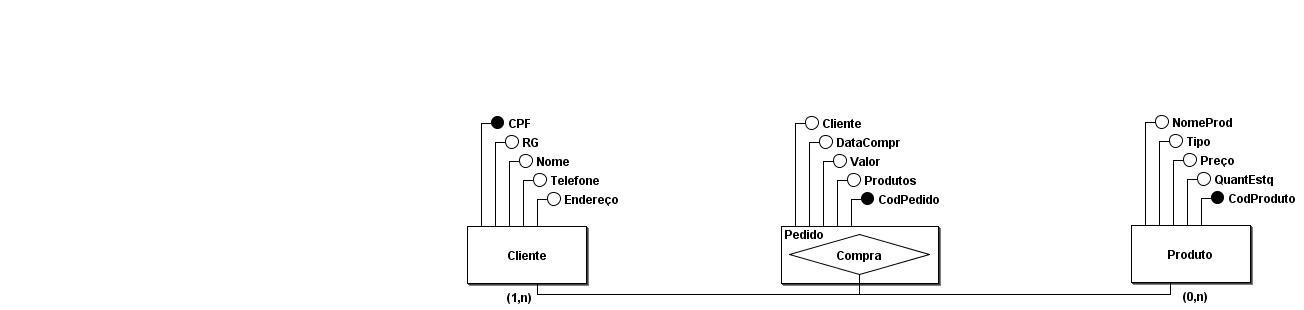 CPF
RG
Nome
Telefone
Endereço
Cliente
(1,n)
Cliente
DataCompr
Valor
Produtos
CodPedido
Pedido
Compra
NomeProd
Tipo
Preço
QuantEstq
CodProduto
Produto
(0,n)